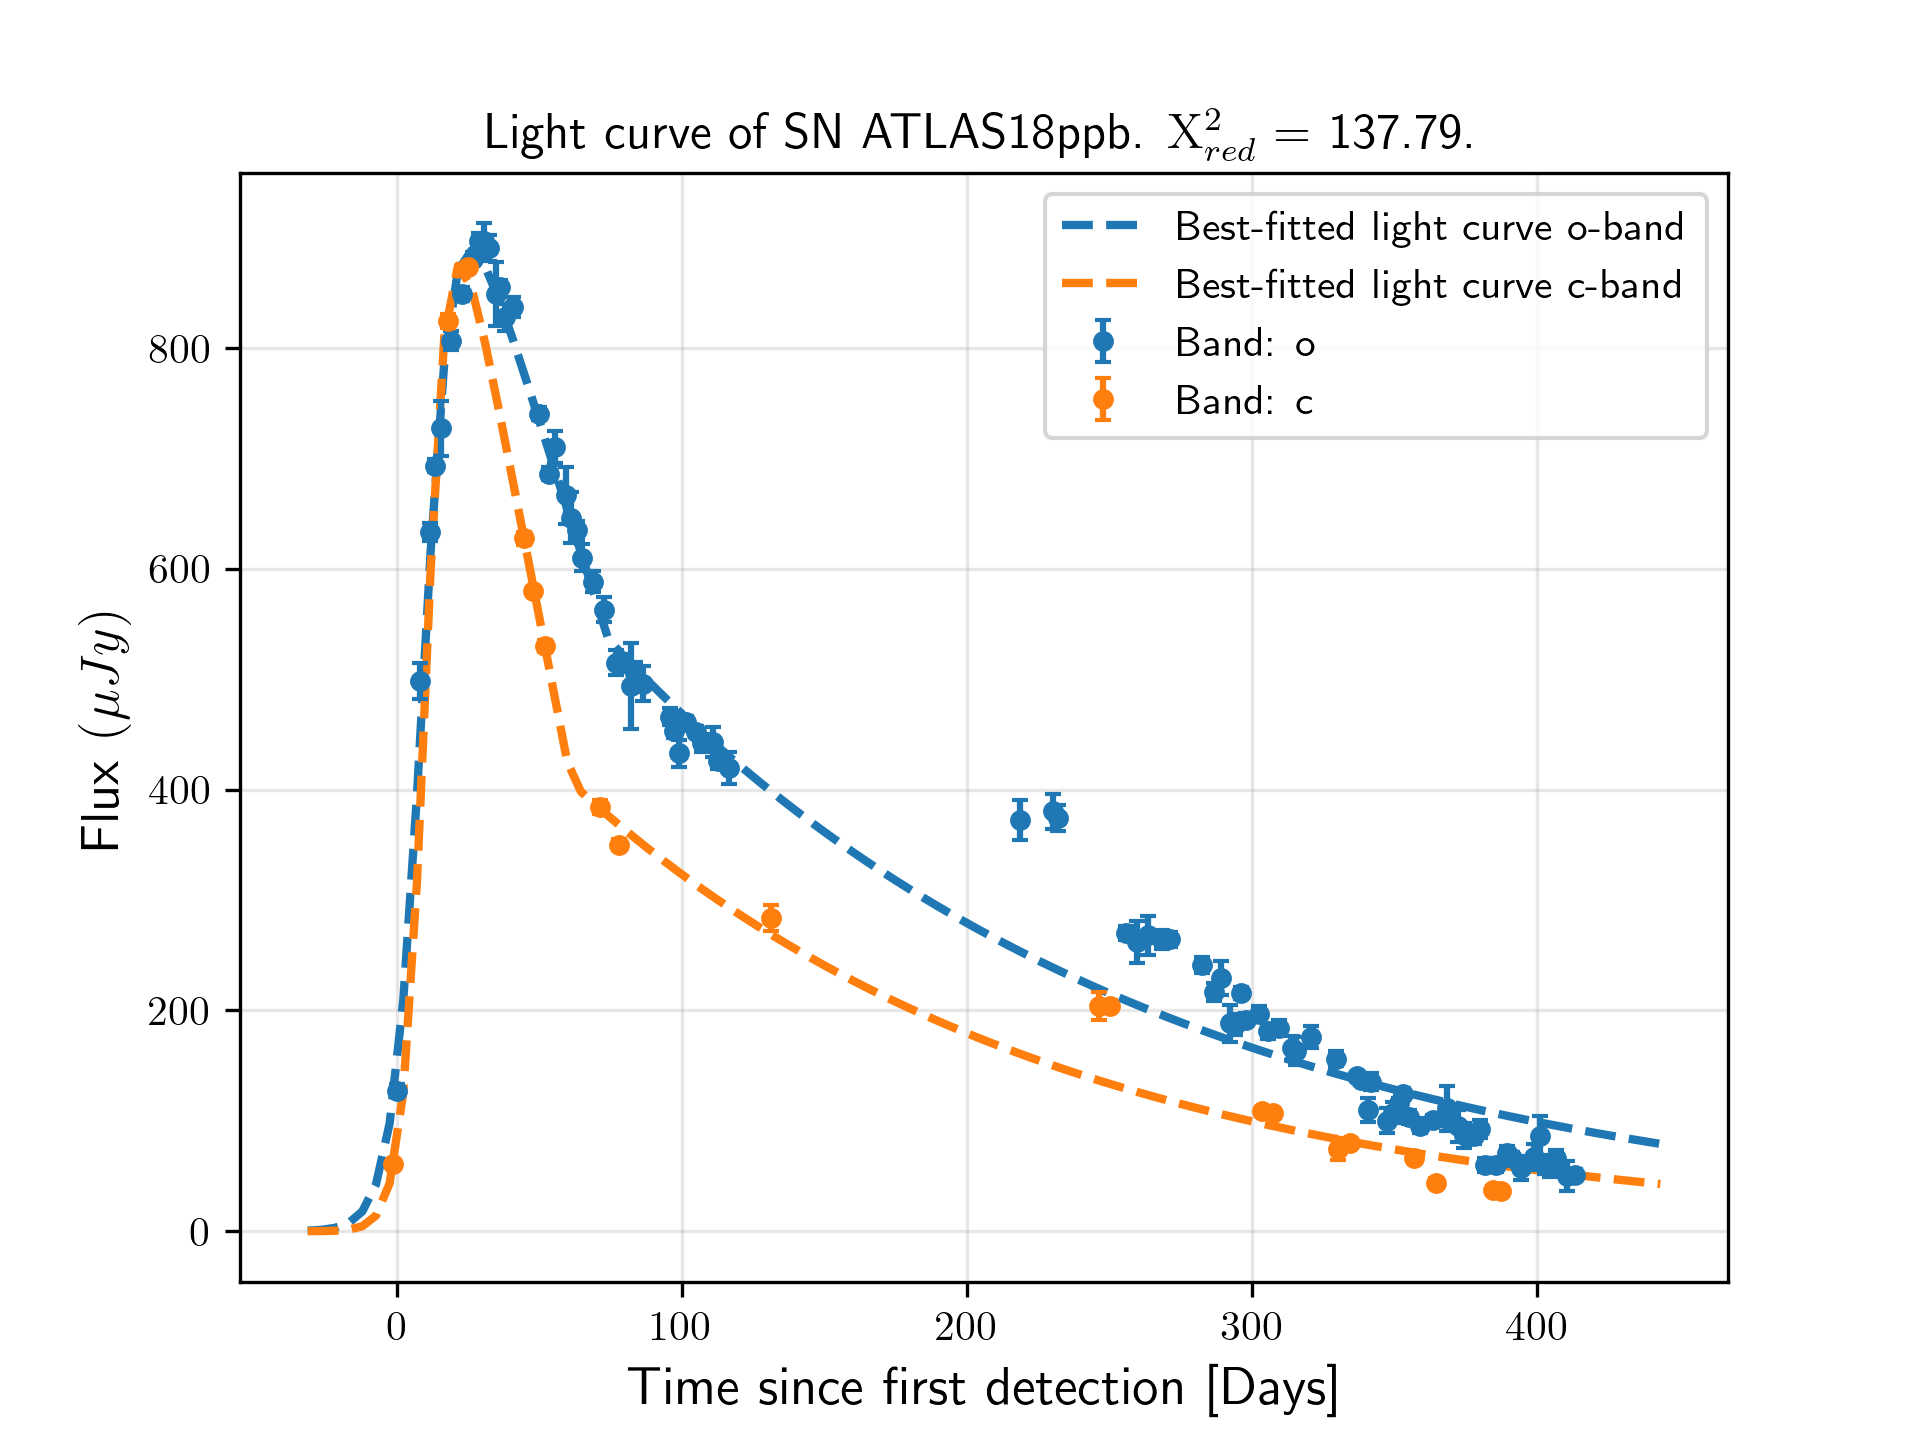 Light curve of SN ATLAS18ppb. X²_red = 137.79.
Best-fitted light curve o-band
Best-fitted light curve c-band
Band: o
Band: c
800
600
400
200
0
Flux (μJy)
0 100 200 300 400
Time since first detection [Days]